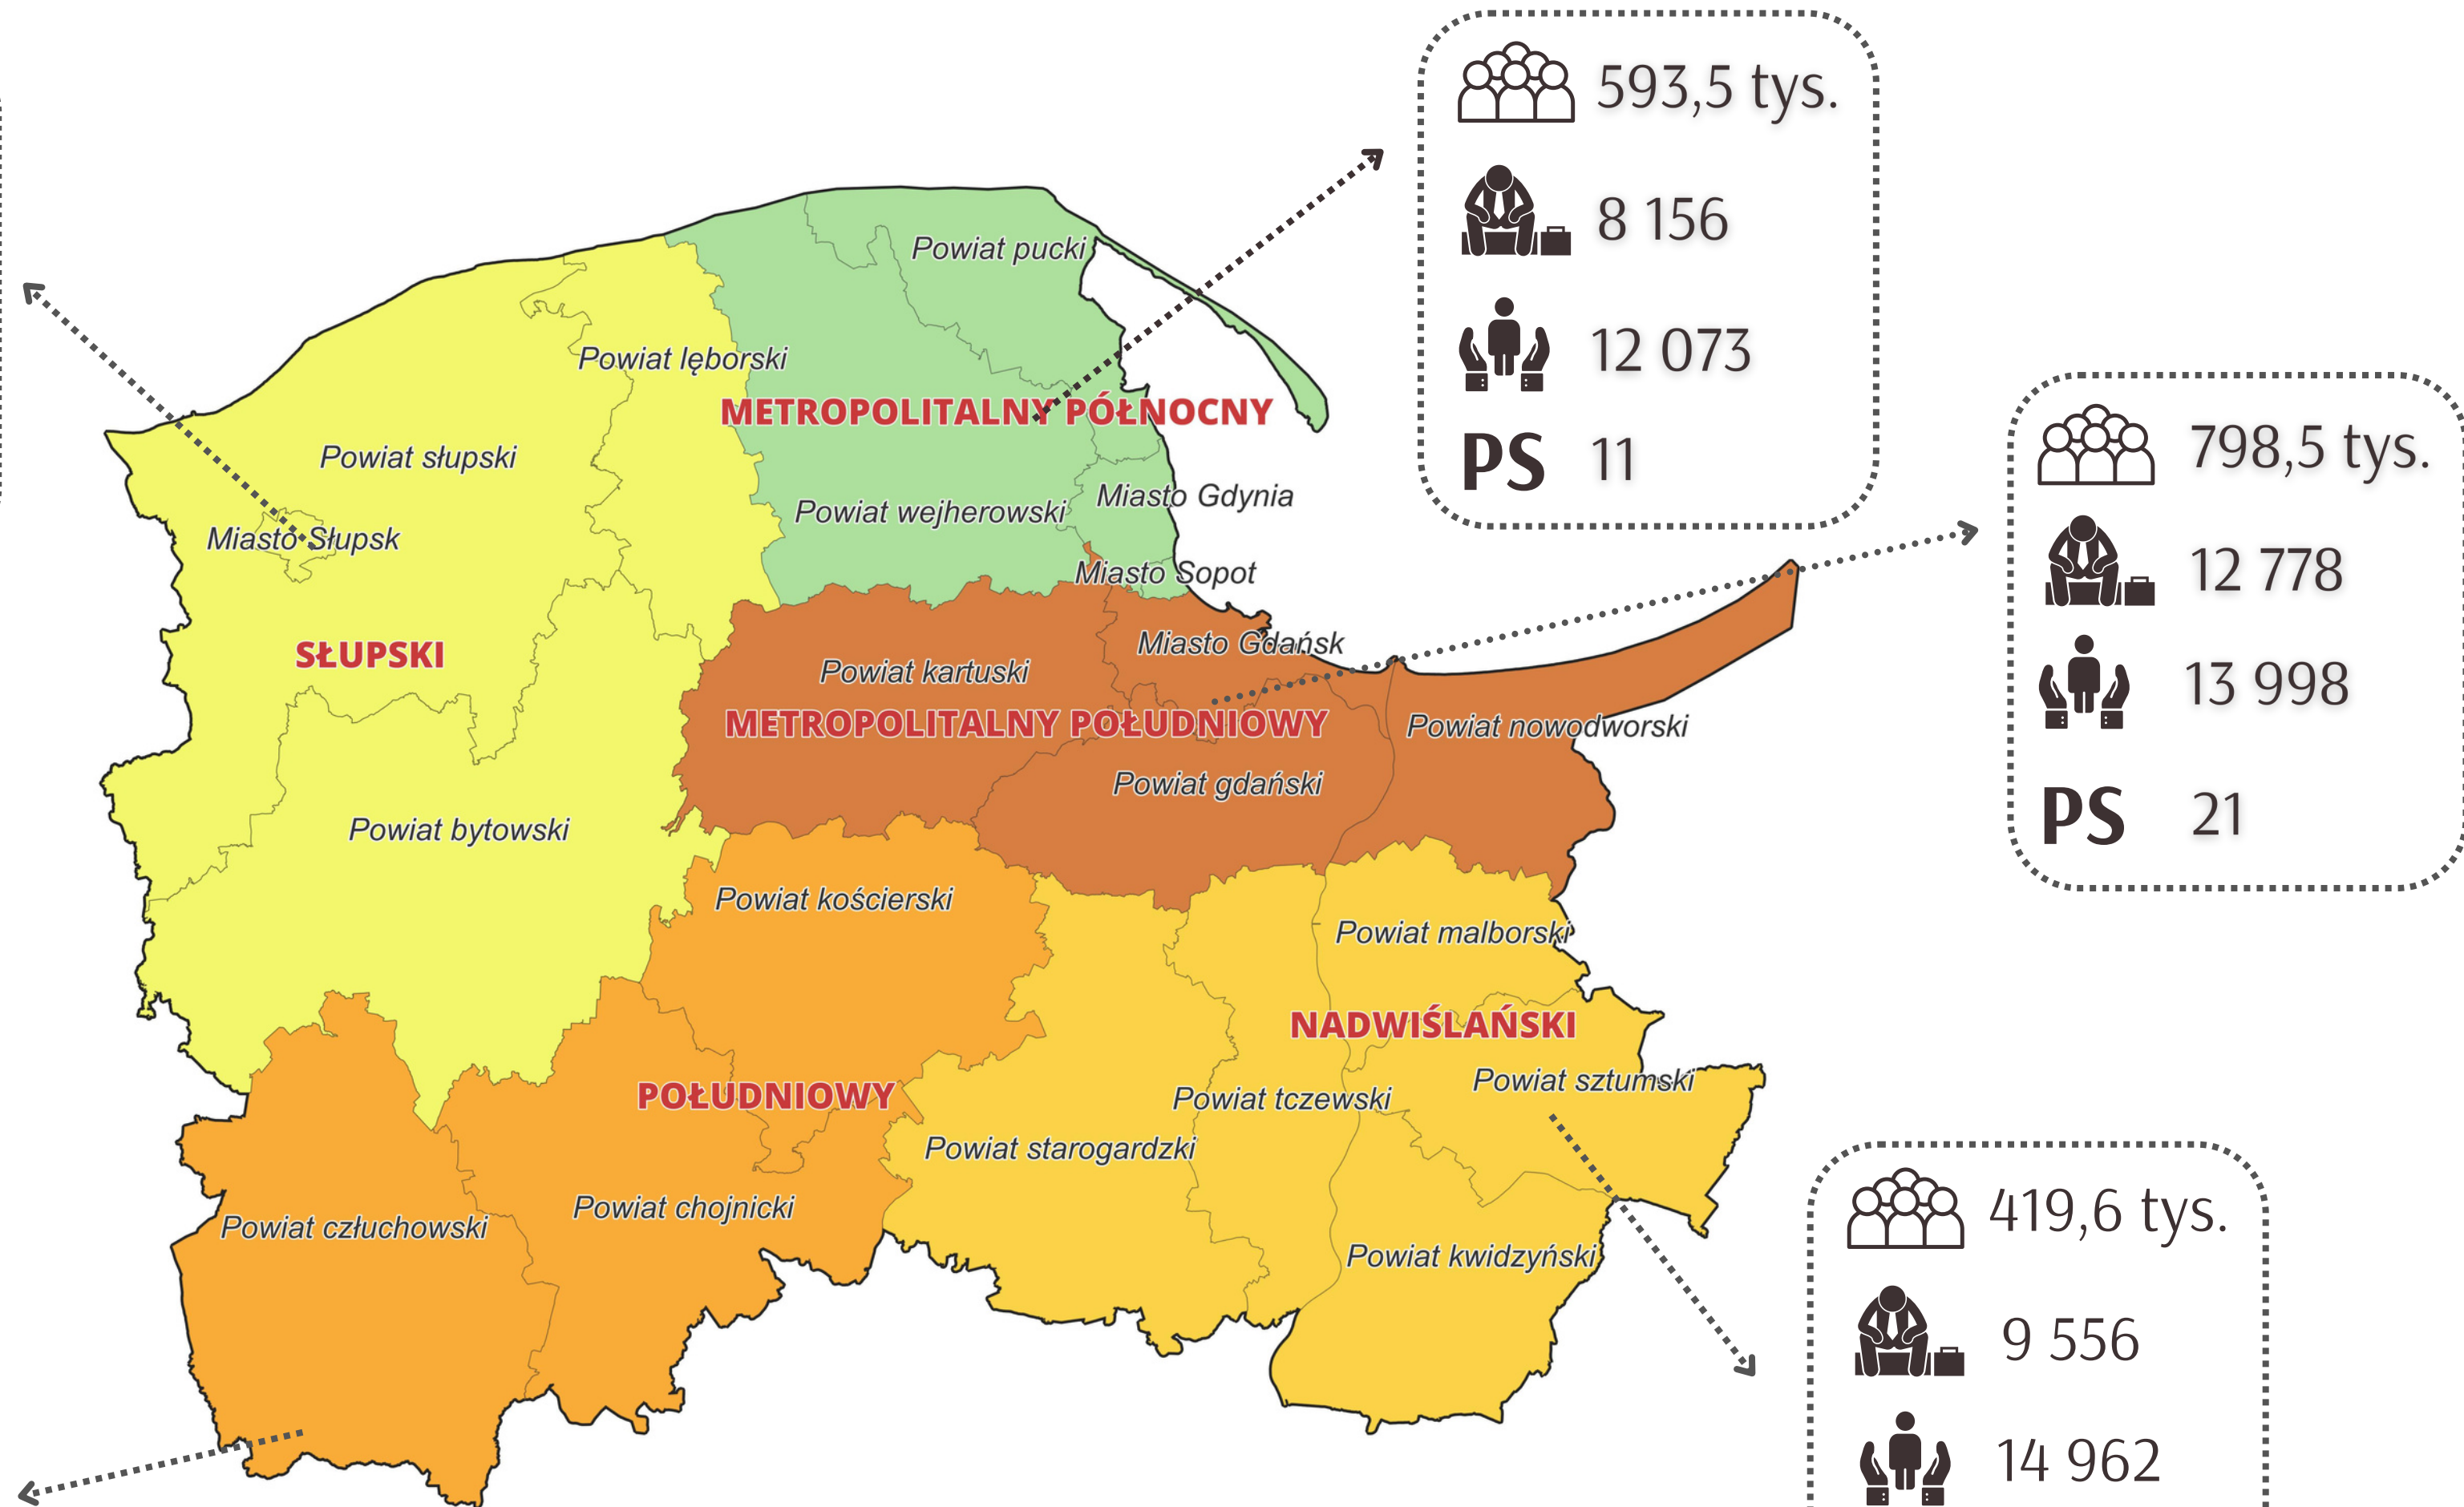 593,5 tys.
8 156
12 073
PS 11
798,5 tys.
12 778
13 998
PS 21
Powiat pucki
Powiat lęborski
METROPOLITALNY PÓŁNOCNY
Powiat słupski
Miasto Gdynia
Powiat wejherowski
Miasto Słupsk
Miasto Sopot
Miasto Gdańsk
SŁUPSKI
Powiat kartuski
METROPOLITALNY POŁUDNIOWY
Powiat nowodworski
Powiat gdański
Powiat bytowski
Powiat kościerski
Powiat malborski
NADWIŚLAŃSKI
Powiat sztumski
POŁUDNIOWY
Powiat tczewski
Powiat starogardzki
Powiat chojnicki
Powiat człuchowski
Powiat kwidzyński
419,6 tys.
9 556
14 962